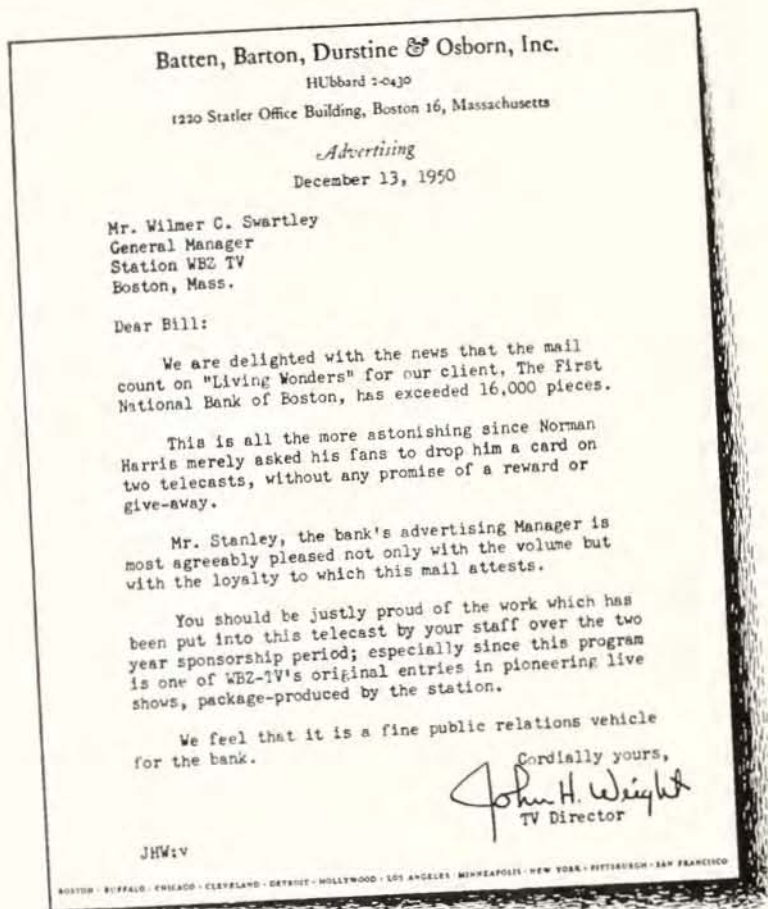 Batten, Barton, Durstine & Osborn, Inc.
HUbbard 2-0430
1220 Statler Office Building, Boston 16, Massachusetts
Advertising
December 13, 1950
Mr. Wilmer C. Swartley
General Manager
Station WBZ TV
Boston, Mass.
Dear Bill:
We are delighted with the news that the mail
count on "Living Wonders" for our client, The First
National Bank of Boston, has exceeded 16,000 pieces.
This is all the more astonishing since Norman
Harris merely asked his fans to drop him a card on
two telecasts, without any promise of a reward or
give-away.
Mr. Stanley, the bank's advertising Manager is
most agreeably pleased not only with the volume but
with the loyalty to which this mail attests.
You should be justly proud of the work which has
been put into this telecast by your staff over the two
year sponsorship period; especially since this program
is one of WBZ-TV's original entries in pioneering live
shows, package-produced by the station.
We feel that it is a fine public relations vehicle
for the bank.
Cordially yours,
John H. Wright
TV Director
JHW:v
BOSTON · BUFFALO · CHICAGO · CLEVELAND · DETROIT · HOLLYWOOD · LOS ANGELES · MINNEAPOLIS · NEW YORK · PITTSBURGH · SAN FRANCISCO